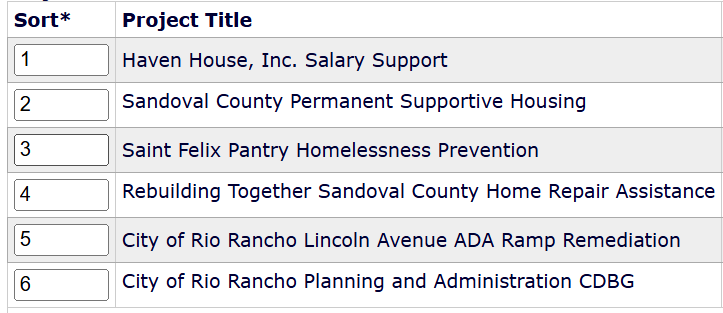 Sort* Project Title
1 Haven House, Inc. Salary Support
2 Sandoval County Permanent Supportive Housing
3 Saint Felix Pantry Homelessness Prevention
4 Rebuilding Together Sandoval County Home Repair Assistance
5 City of Rio Rancho Lincoln Avenue ADA Ramp Remediation
6 City of Rio Rancho Planning and Administration CDBG